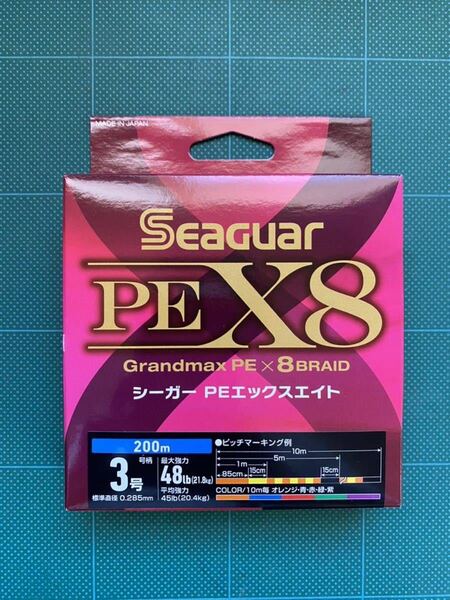 MADE IN JAPAN
SEAGUAR
PE X8
Grandmax PE × 8 BRAID
シーガー PEエックスエイト
200m
号柄
3号
標準直径 0.285mm
最大強力
48lb(21.8kg)
平均強力
45lb(20.4kg)
●ピッチマーキング例
10m
5m
1m
85cm
15cm
15cm
COLOR/10m毎 オレンジ・青・赤・緑・紫